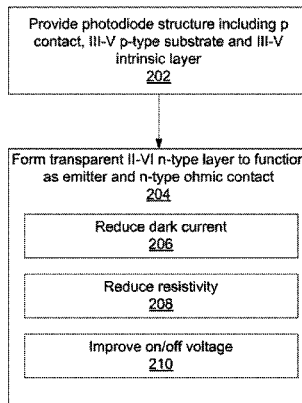 Provide photodiode structure including p
contact, III-V p-type substrate and III-V
intrinsic layer
202
Form transparent II-VI n-type layer to function
as emitter and n-type ohmic contact
204
Reduce dark current
206
Reduce resistivity
208
Improve on/off voltage
210